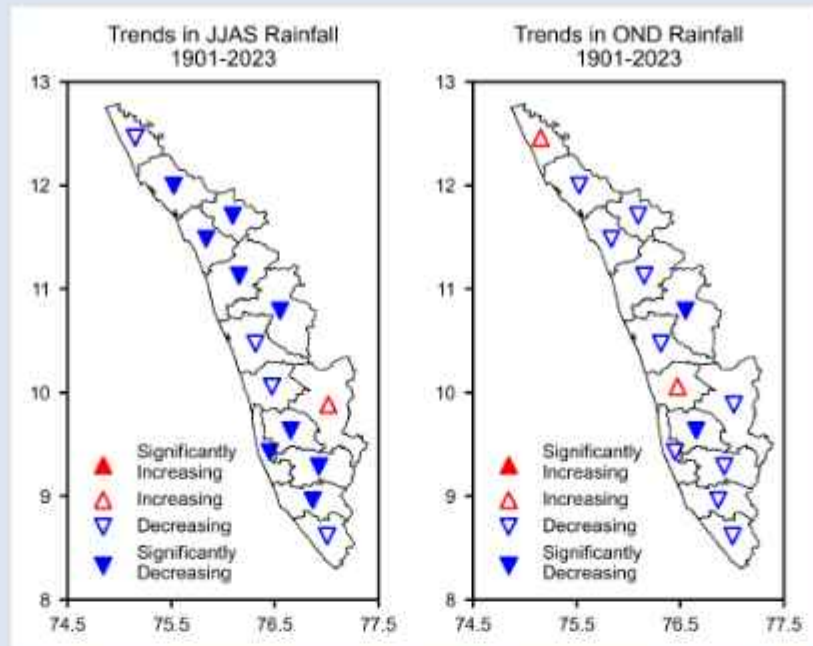 Trends in JJAS Rainfall
1901-2023
13
12
11
10
9
8
74.5
75.5
76.5
77.5
Significantly
Increasing
Increasing
Decreasing
Significantly
Decreasing
Trends in OND Rainfall
1901-2023
13
12
11
10
9
8
74.5
75.5
76.5
77.5
Significantly
Increasing
Increasing
Decreasing
Significantly
Decreasing